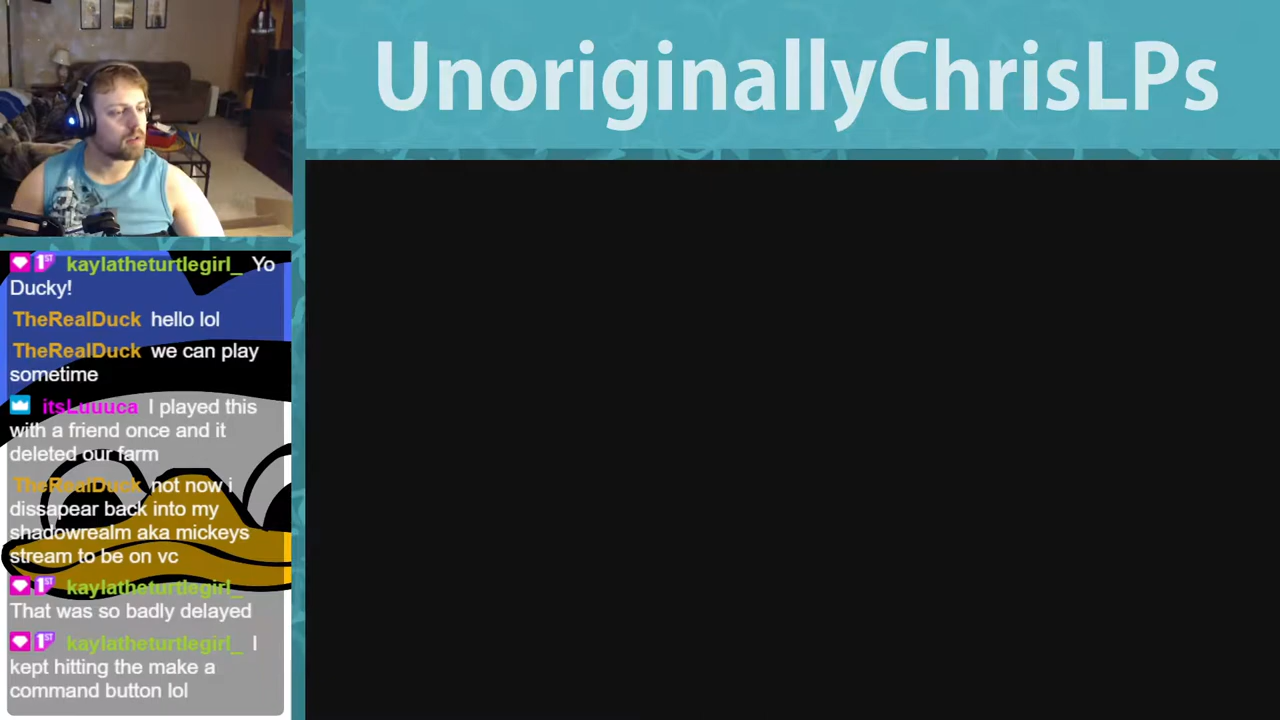 UnoriginallyChrisLPs
kaylatheturtlegirl_ Yo
Ducky!
TheRealDuck hello lol
TheRealDuck we can play
sometime
itsLuuuca I played this
with a friend once and it
deleted our farm
TheRealDuck not now i
dissapear back into my
shadowrealm aka mickeys
stream to be on vc
kaylatheturtlegirl_
That was so badly delayed
kaylatheturtlegirl_ I
kept hitting the make a
command button lol